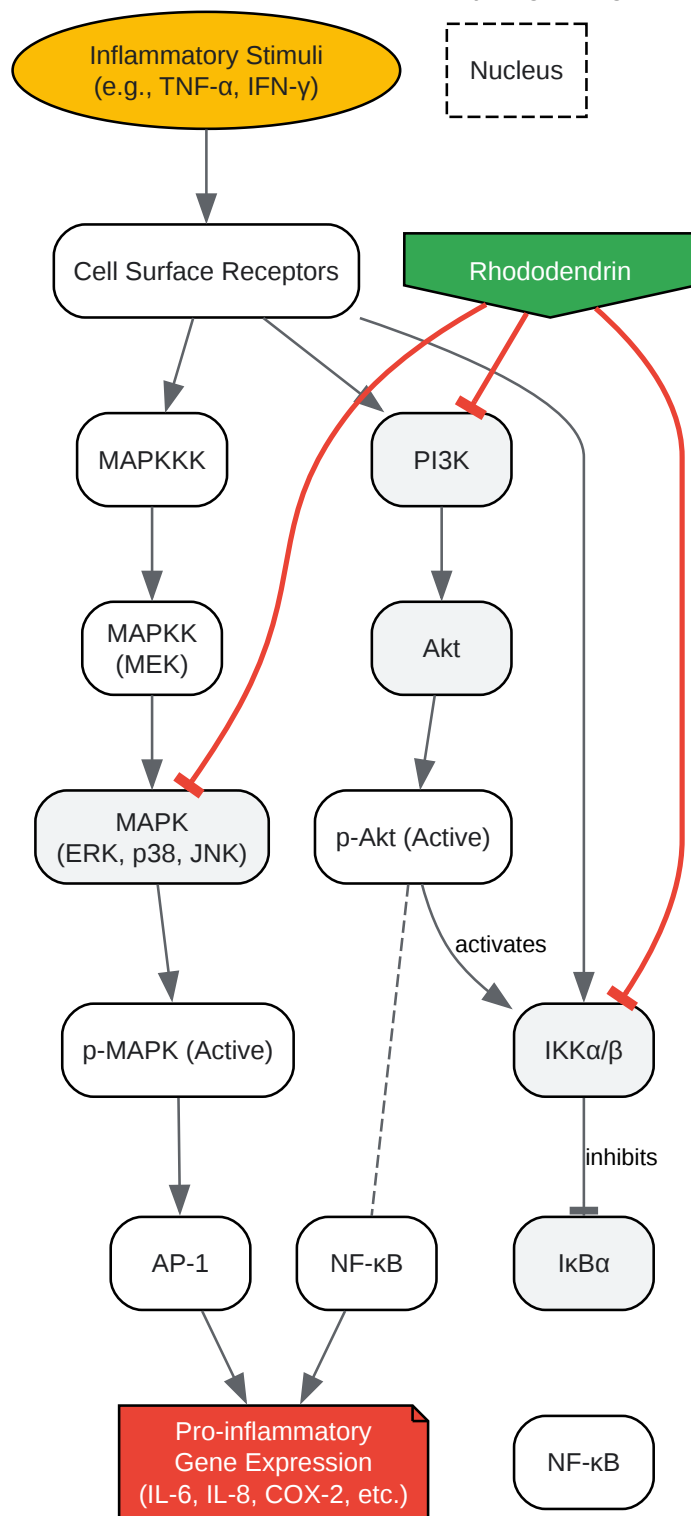 Inflammatory Stimuli
(e.g., TNF-α, IFN-γ)
Nucleus
Cell Surface Receptors
Rhododendrin
MAPKKK
PI3K
MAPKK
(MEK)
Akt
MAPK
(ERK, p38, JNK)
p-Akt (Active)
activates
p-MAPK (Active)
IKKα/β
inhibits
AP-1
NF-κB
IκBα
Pro-inflammatory
Gene Expression
(IL-6, IL-8, COX-2, etc.)
NF-κB